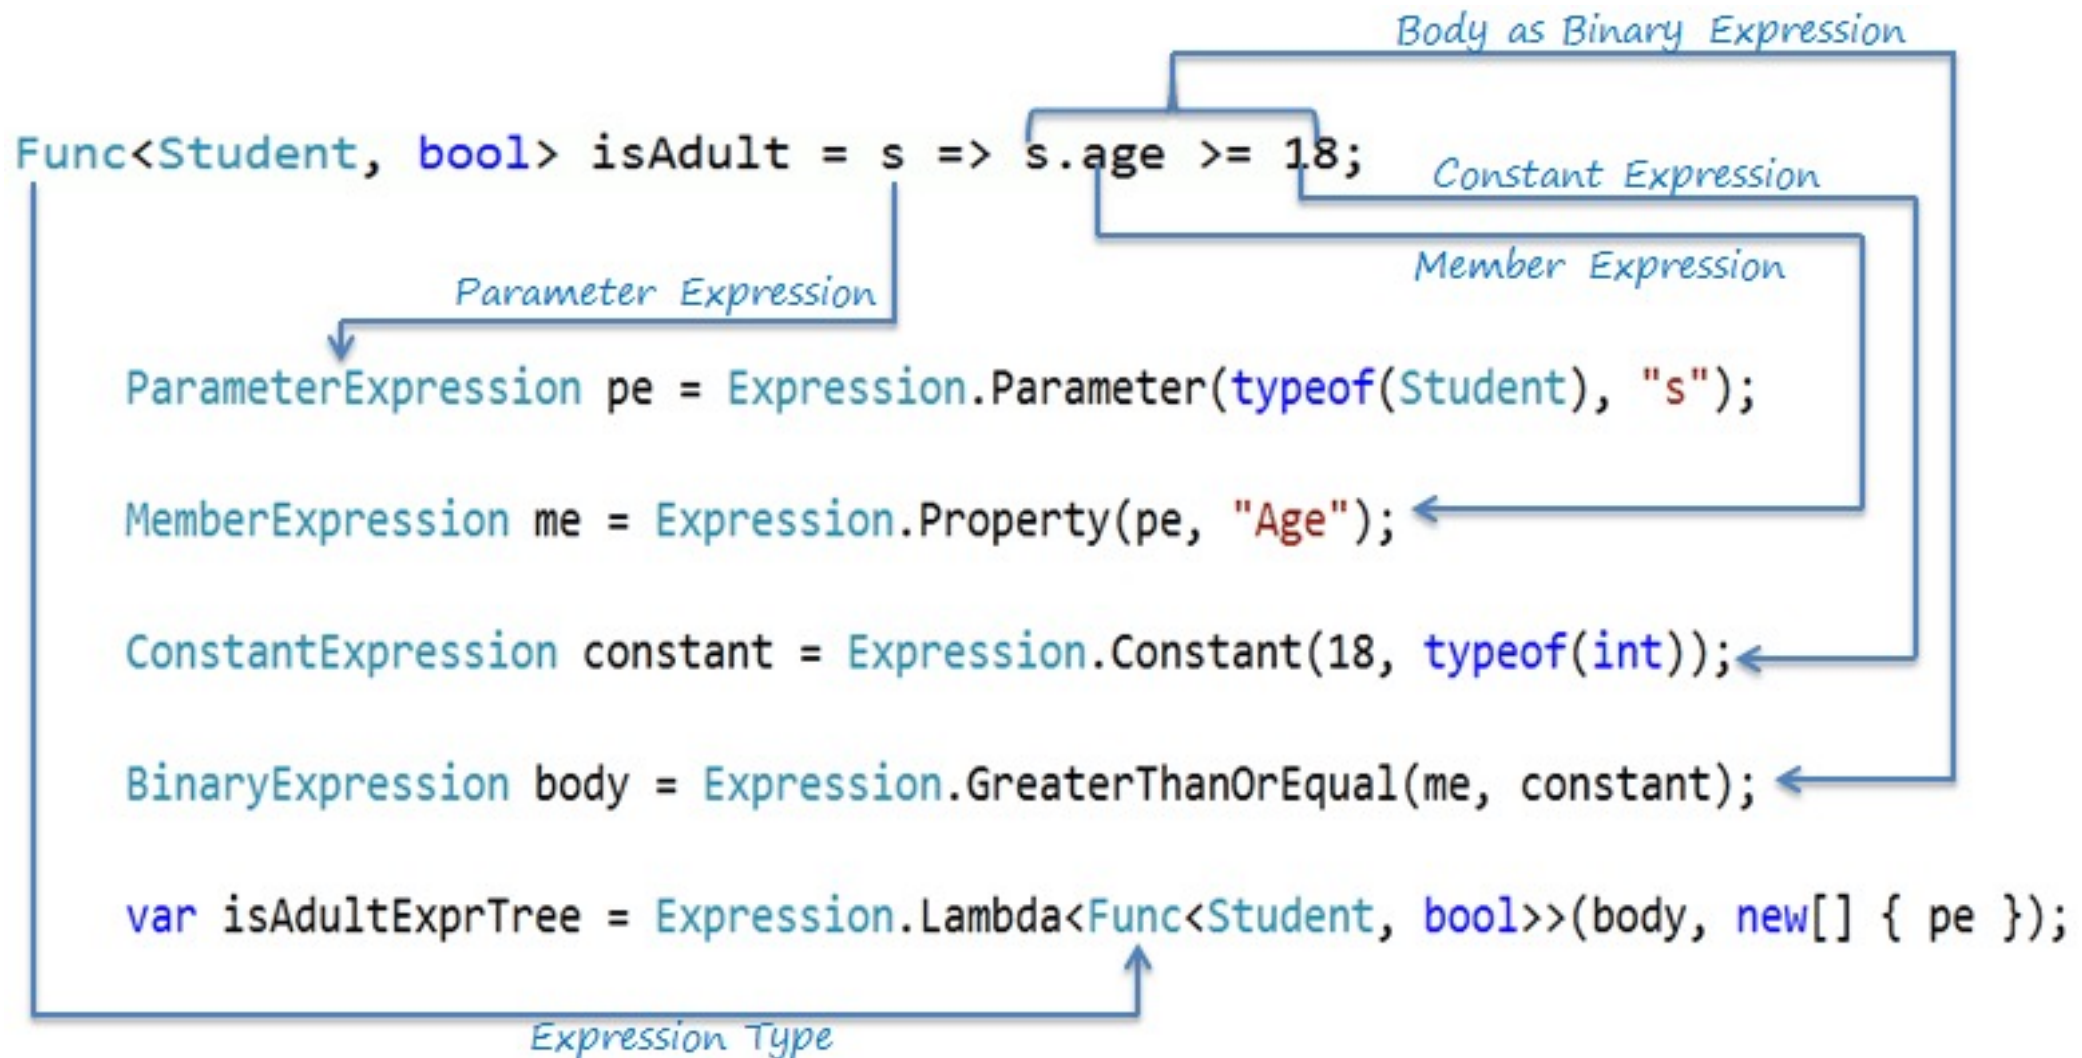 Body as Binary Expression
Func<Student, bool> isAdult = s => s.age >= 18;
Constant Expression
Member Expression
Parameter Expression
ParameterExpression pe = Expression.Parameter(typeof(Student), "s");
MemberExpression me = Expression.Property(pe, "Age");
ConstantExpression constant = Expression.Constant(18, typeof(int));
BinaryExpression body = Expression.GreaterThanOrEqual(me, constant);
var isAdultExprTree = Expression.Lambda<Func<Student, bool>>(body, new[] { pe });
Expression Type